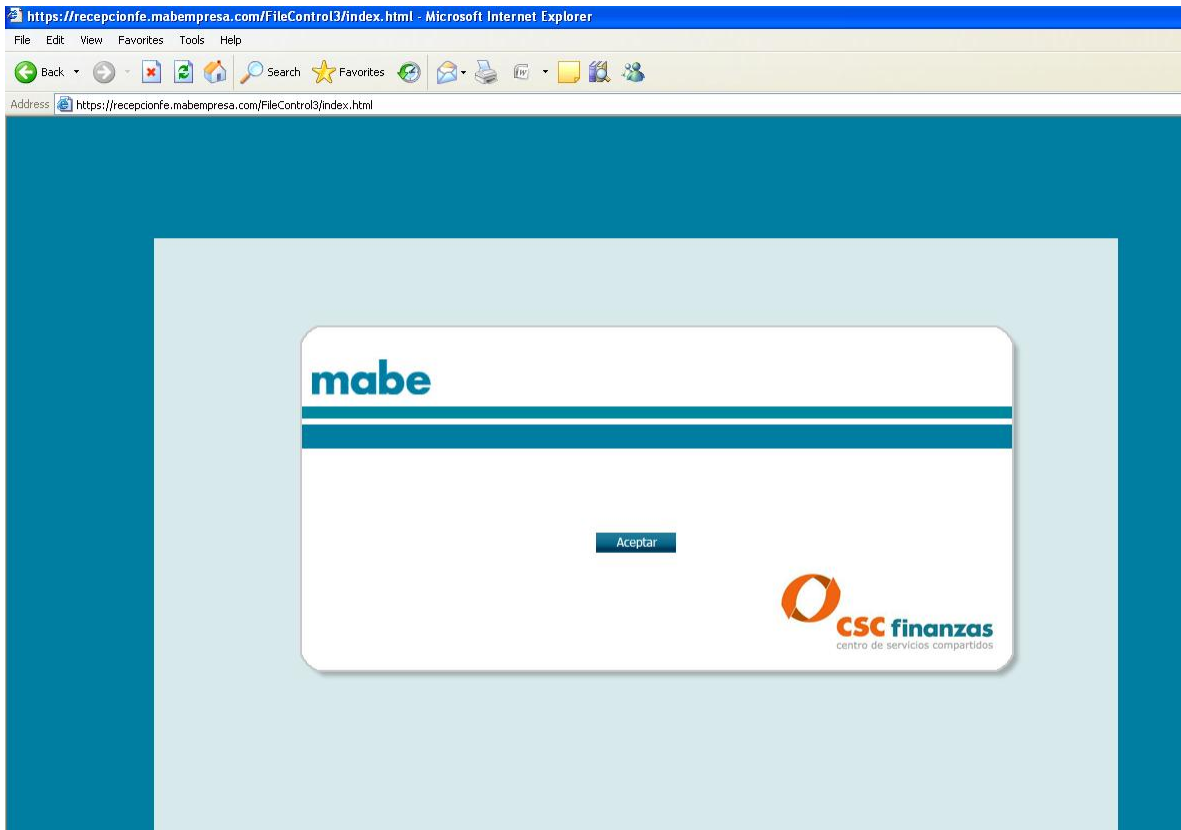 https://recepcionfe.mabempresa.com/FileControl3/index.html - Microsoft Internet Explorer
File Edit View Favorites Tools Help
Back Search Favorites
Address https://recepcionfe.mabempresa.com/FileControl3/index.html
mabe
Aceptar
CSC finanzas
centro de servicios compartidos